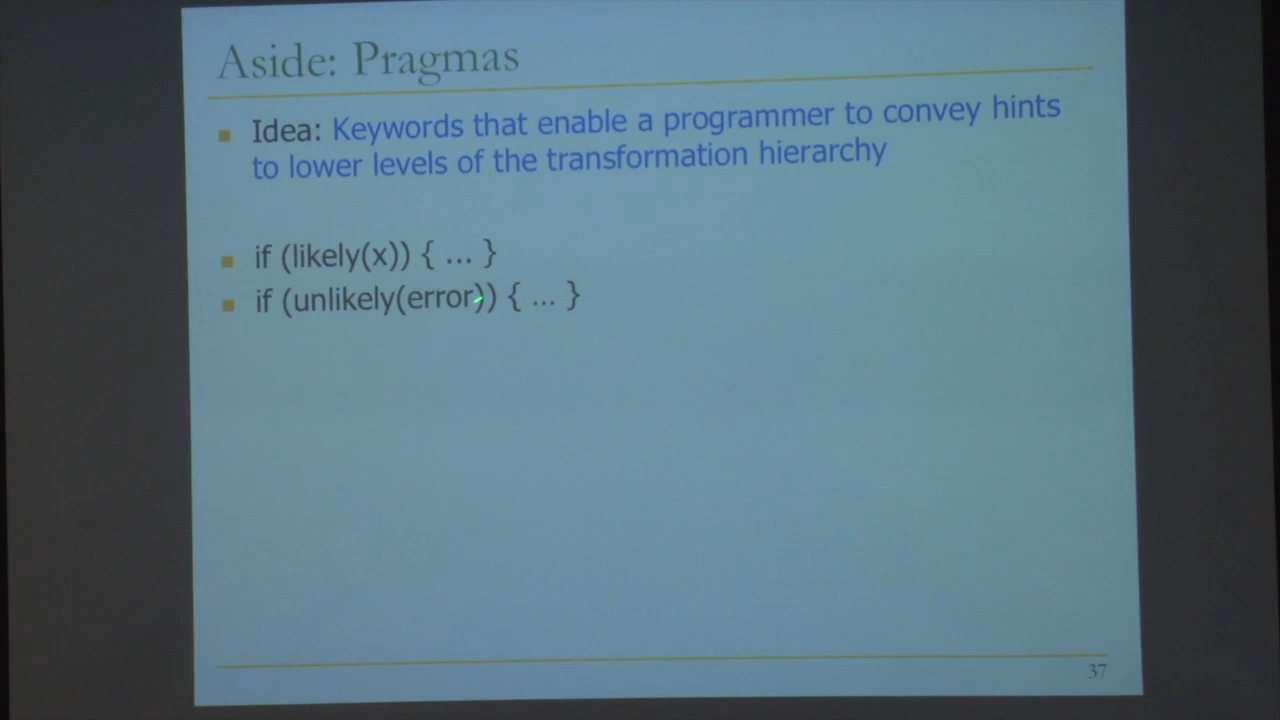 Aside: Pragmas
Idea: Keywords that enable a programmer to convey hints
to lower levels of the transformation hierarchy
if (likely(x)) { ... }
if (unlikely(error)) { ... }
37